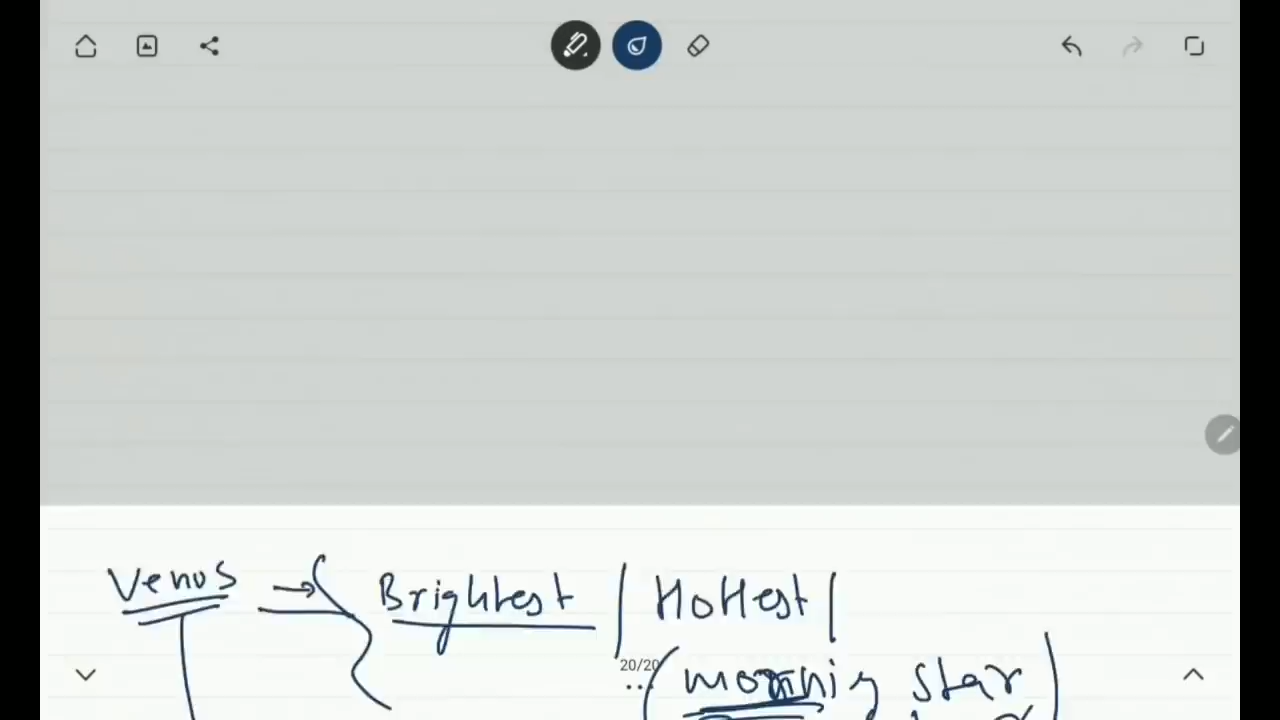 Venus → Brightest | Hottest |
20/20
(morning star)